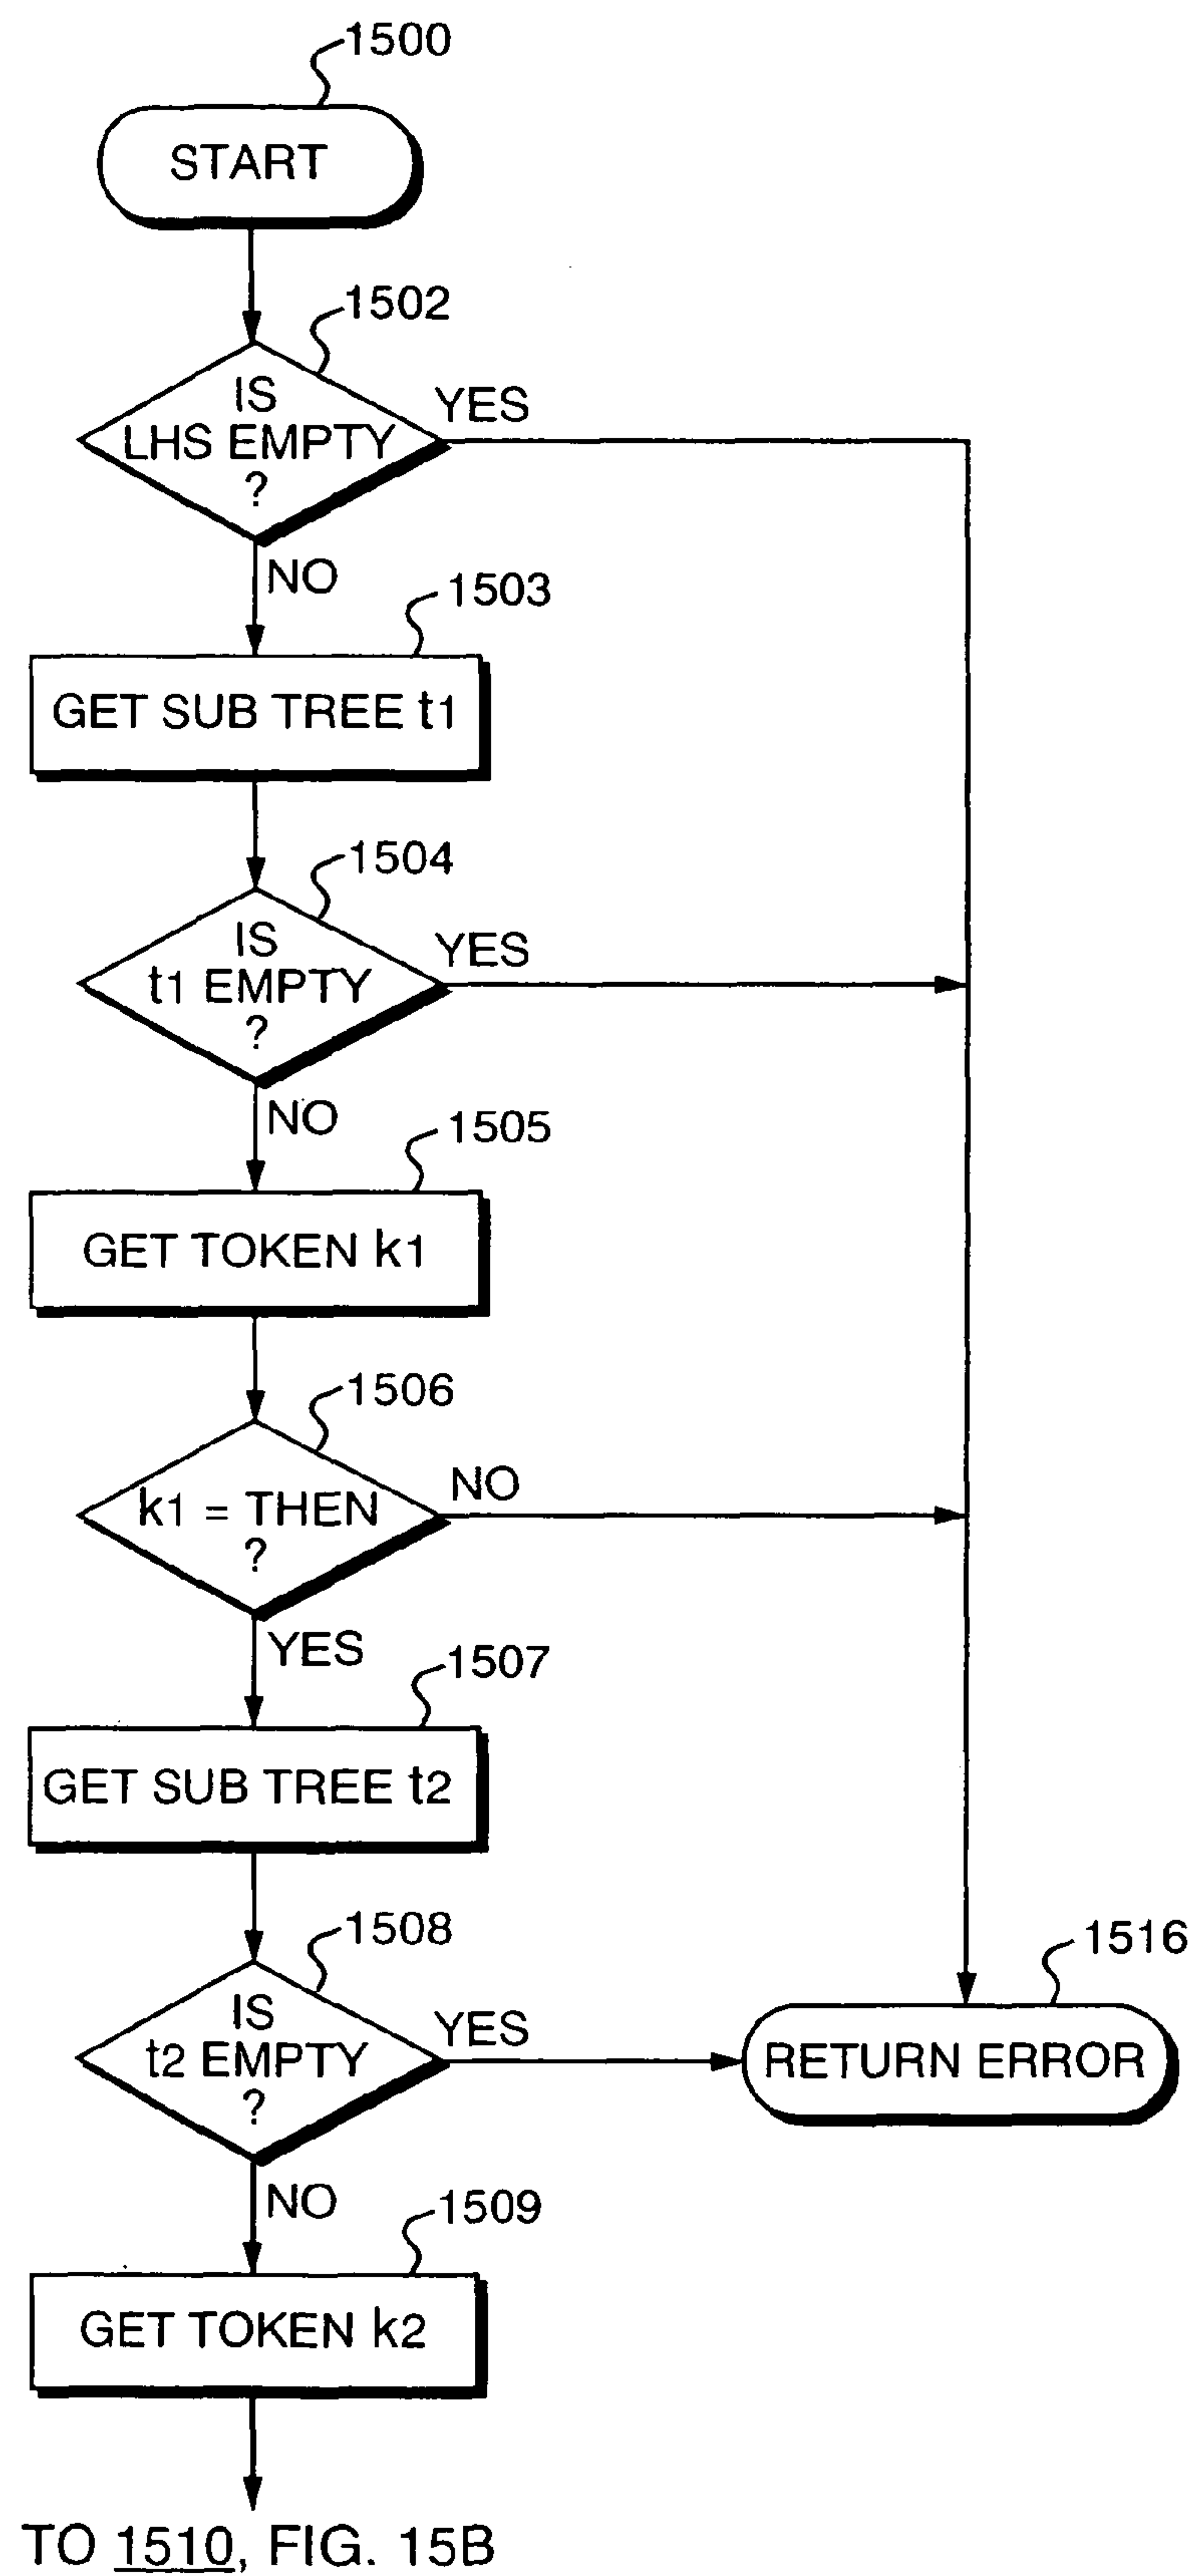 1500
START
1502
IS
LHS EMPTY
?
YES
NO
1503
GET SUB TREE t1
1504
IS
t1 EMPTY
?
YES
NO
1505
GET TOKEN k1
1506
k1 = THEN
?
NO
YES
1507
GET SUB TREE t2
1508
IS
t2 EMPTY
?
YES
1516
RETURN ERROR
NO
1509
GET TOKEN k2
TO 1510, FIG. 15B